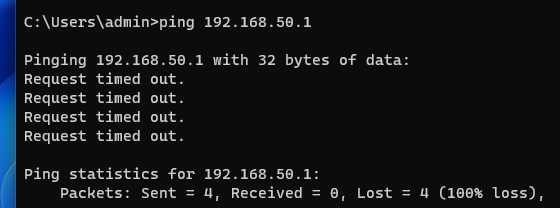 C:\Users\admin>ping 192.168.50.1
Pinging 192.168.50.1 with 32 bytes of data:
Request timed out.
Request timed out.
Request timed out.
Request timed out.
Ping statistics for 192.168.50.1:
Packets: Sent = 4, Received = 0, Lost = 4 (100% loss),